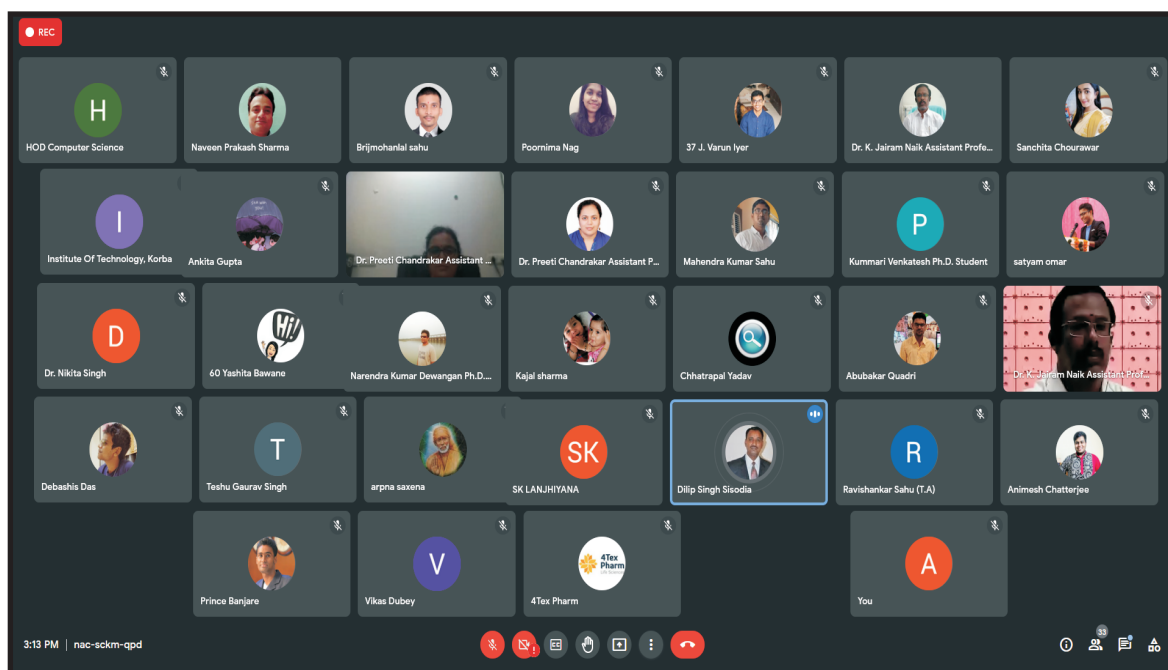 REC
H
HOD Computer Science
Naveen Prakash Sharma
Brijmohanlal sahu
Poornima Nag
37 J. Varun Iyer
Dr. K. Jairam Naik Assistant Profe...
Sanchita Chourawar
I
Institute Of Technology, Korba
Ankita Gupta
Dr. Preeti Chandrakar Assistant ...
Dr. Preeti Chandrakar Assistant P...
Mahendra Kumar Sahu
P
Kummari Venkatesh Ph.D. Student
satyam omar
D
Dr. Nikita Singh
Hi!
60 Yashita Bawane
Narendra Kumar Dewangan Ph.D....
Kajal sharma
Chhatrapal Yadav
Abubakar Quadri
Dr. K. Jairam Naik Assistant Prof...
Debashis Das
T
Teshu Gaurav Singh
arpna saxena
SK
SK LANJHIYANA
Dilip Singh Sisodia
R
Ravishankar Sahu (T.A)
Animesh Chatterjee
Prince Banjare
V
Vikas Dubey
4Tex
Pharm
4Tex Pharm
A
You
3:13 PM | nac-sckm-qpd
CC
33